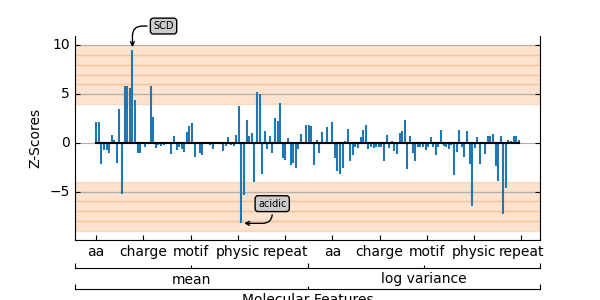 SCD
10
5
0
−5
Z-Scores
acidic
aa charge motif physic repeat aa charge motif physic repeat
mean log variance
Molecular Features